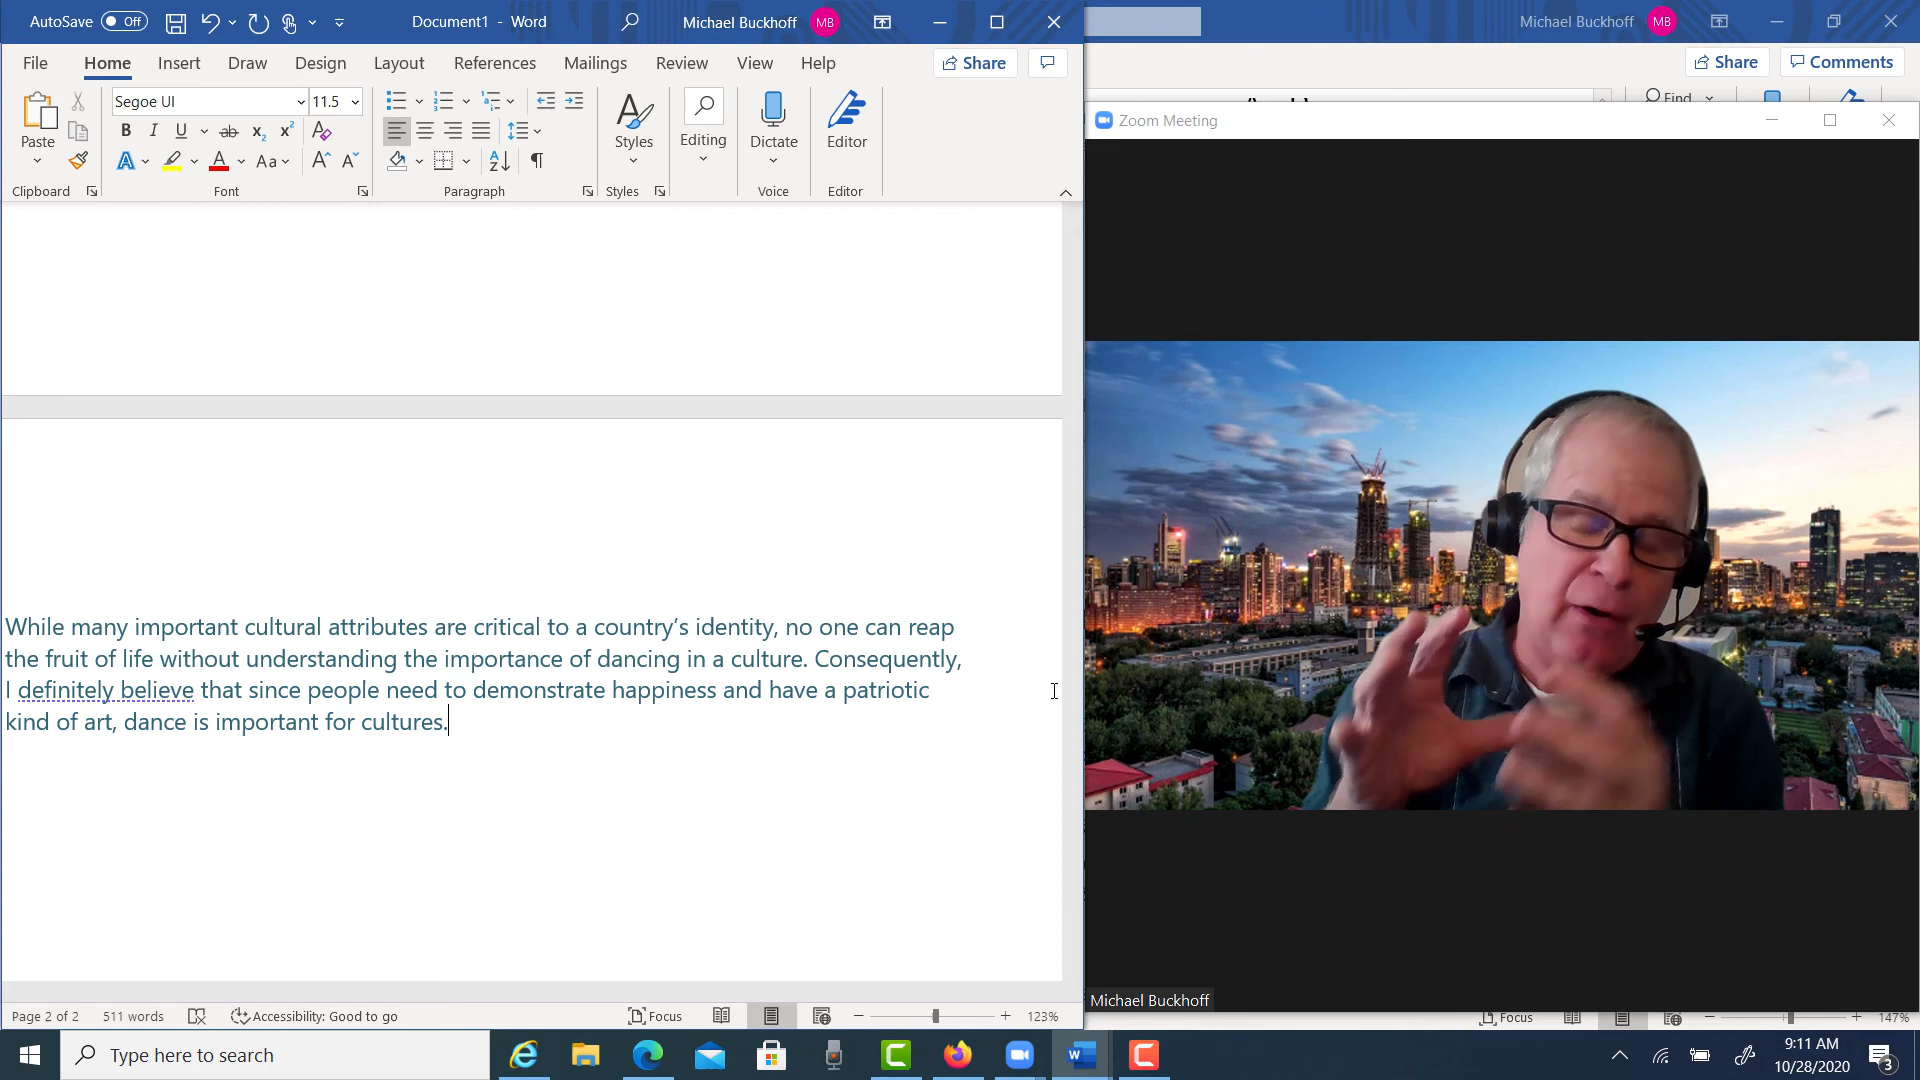 AutoSave Off Document1 - Word Michael Buckhoff MB
File Home Insert Draw Design Layout References Mailings Review View Help Share
Segoe UI 11.5
Paste Styles Editing Dictate Editor
Clipboard Font Paragraph Styles Voice Editor
While many important cultural attributes are critical to a country's identity, no one can reap
the fruit of life without understanding the importance of dancing in a culture. Consequently,
I definitely believe that since people need to demonstrate happiness and have a patriotic
kind of art, dance is important for cultures.
Page 2 of 2 511 words Accessibility: Good to go Focus 123%
Michael Buckhoff MB
Share Comments
Find
Zoom Meeting
Michael Buckhoff
Focus 147%
Type here to search
9:11 AM
10/28/2020
3